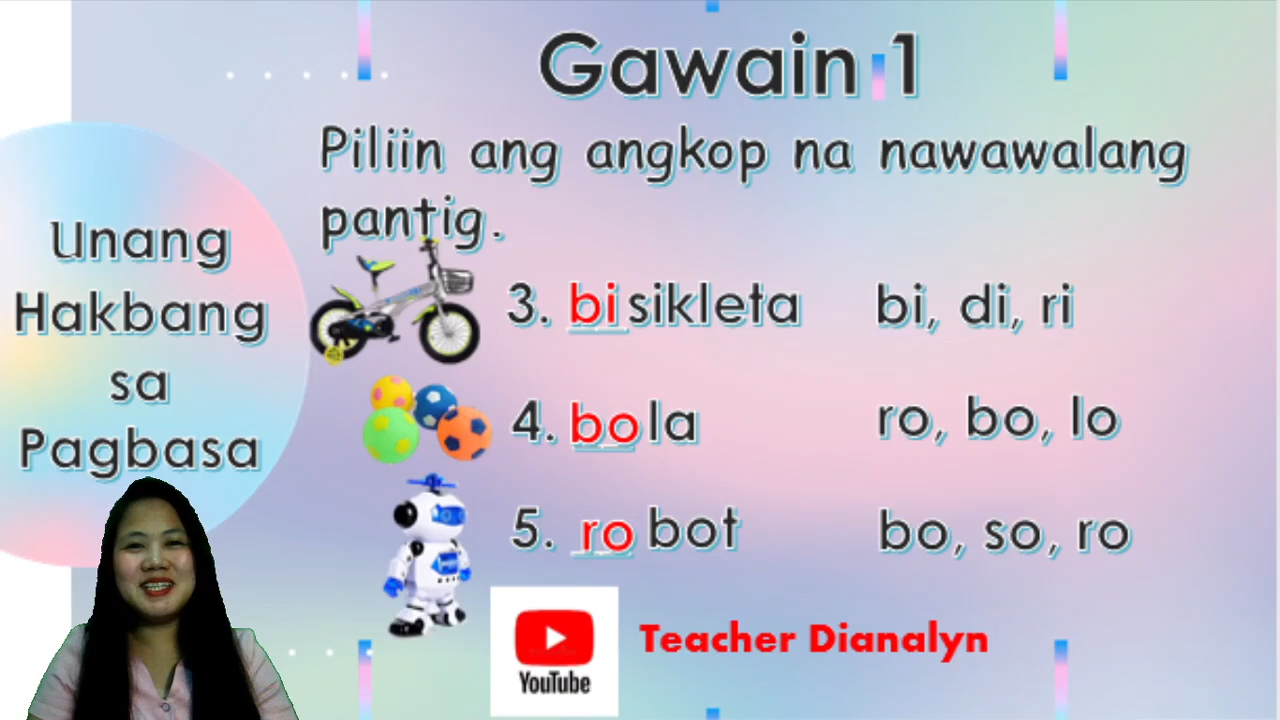 Gawain 1
Piliin ang angkop na nawawalang
pantig.
Unang
Hakbang
sa
Pagbasa
3. bisikleta bi, di, ri
4. bola ro, bo, lo
5. robot bo, so, ro
YouTube
Teacher Dianalyn